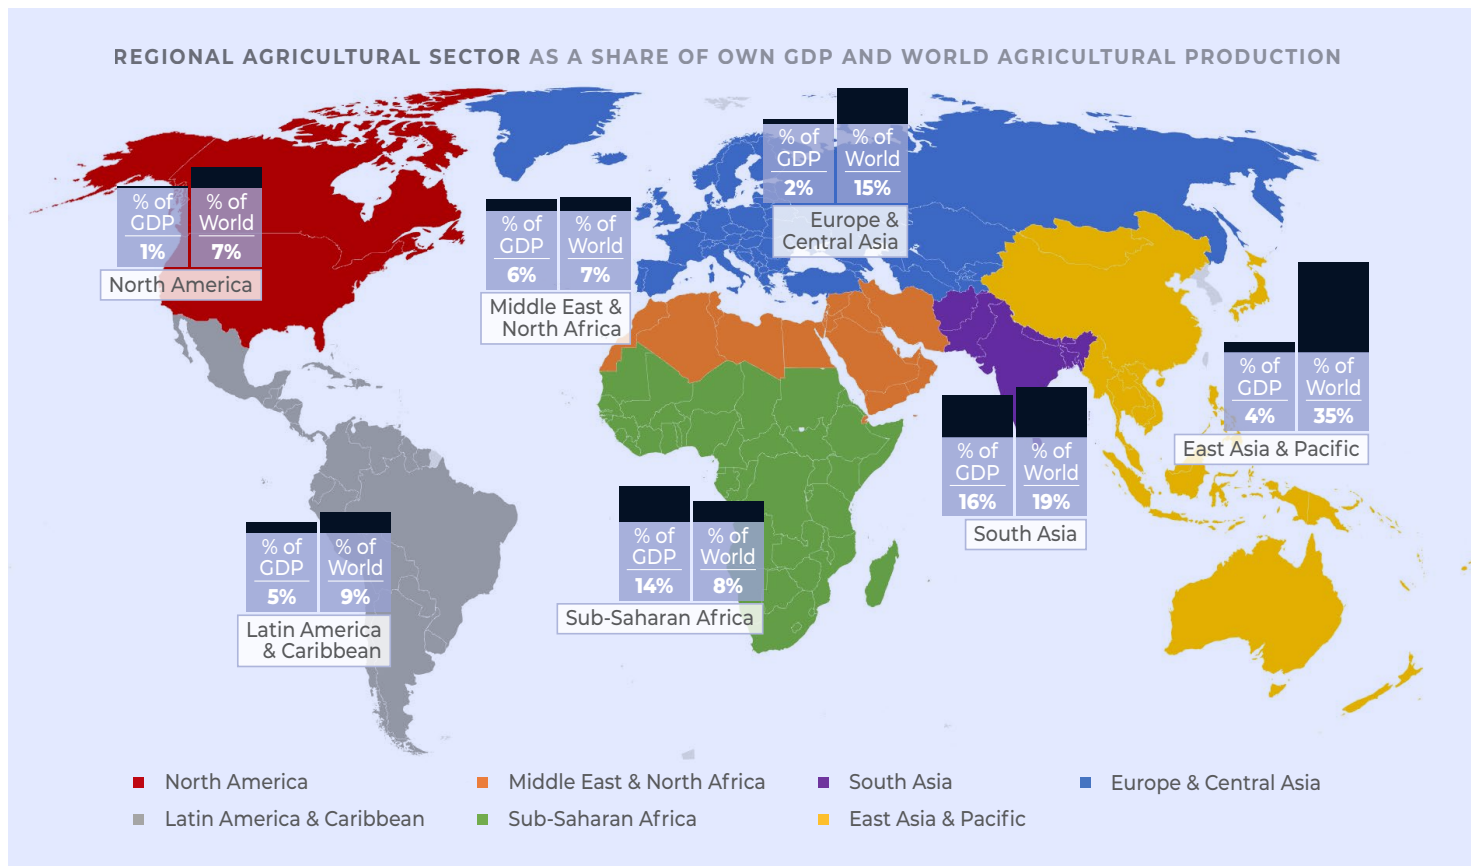 REGIONAL AGRICULTURAL SECTOR AS A SHARE OF OWN GDP AND WORLD AGRICULTURAL PRODUCTION
% of
GDP
2%
% of
World
15%
Europe &
Central Asia
% of
GDP
1%
% of
World
7%
North America
% of
GDP
6%
% of
World
7%
Middle East &
North Africa
% of
GDP
4%
% of
World
35%
East Asia & Pacific
% of
GDP
16%
% of
World
19%
South Asia
% of
GDP
14%
% of
World
8%
Sub-Saharan Africa
% of
GDP
5%
% of
World
9%
Latin America
& Caribbean
North America
Middle East & North Africa
South Asia
Europe & Central Asia
Latin America & Caribbean
Sub-Saharan Africa
East Asia & Pacific